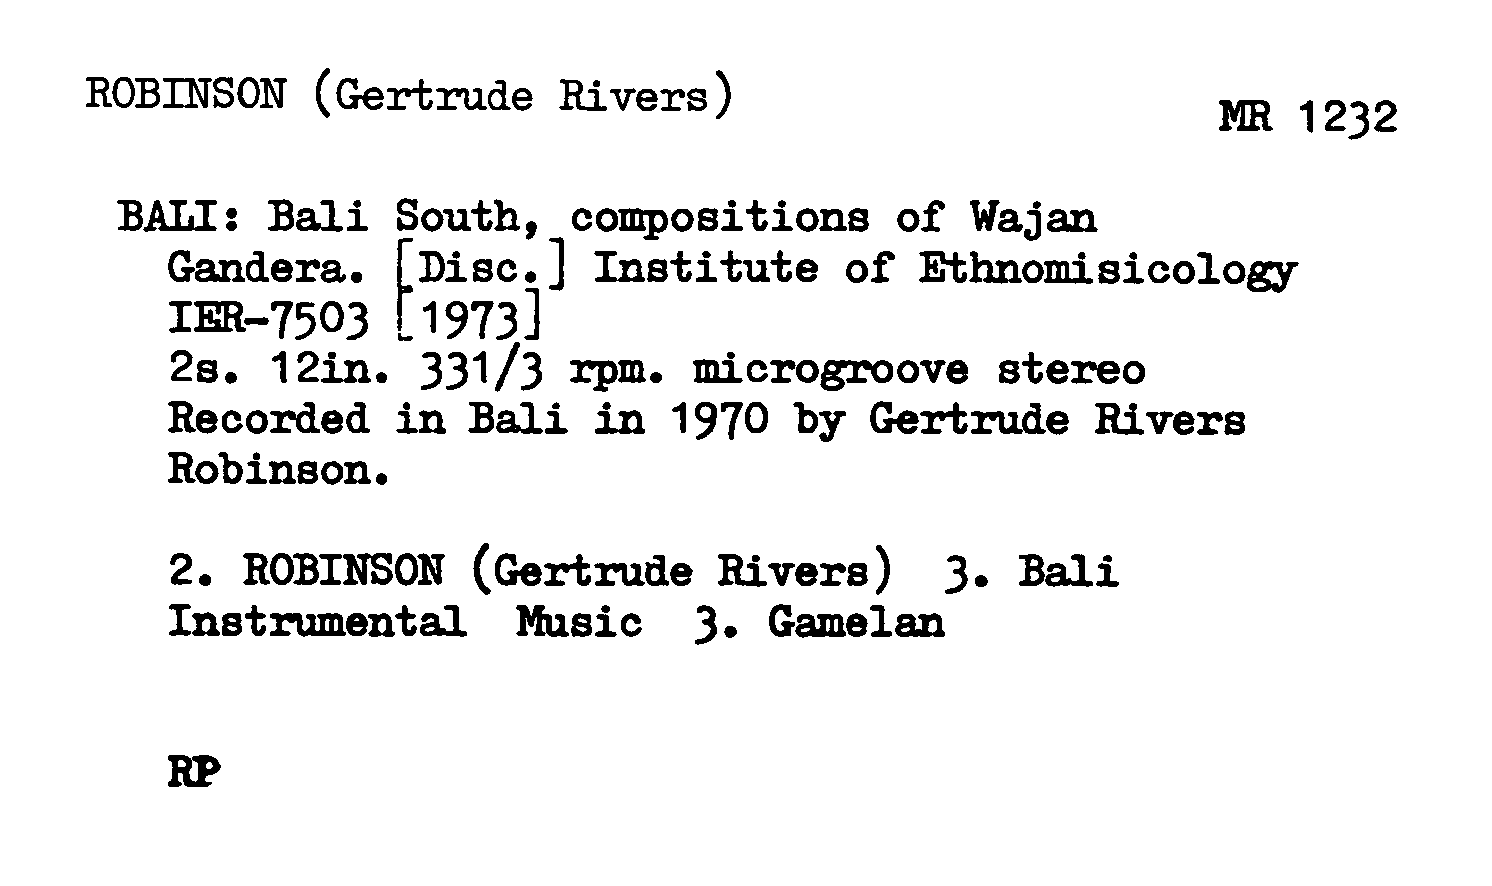 ROBINSON (Gertrude Rivers)
MR 1232
BALI: Bali South, compositions of Wajan
Gandera. [Disc.] Institute of Ethnomisicology
IER-7503 [1973]
2s. 12in. 331/3 rpm. microgroove stereo
Recorded in Bali in 1970 by Gertrude Rivers
Robinson.
2. ROBINSON (Gertrude Rivers) 3. Bali
Instrumental Music 3. Gamelan
RP